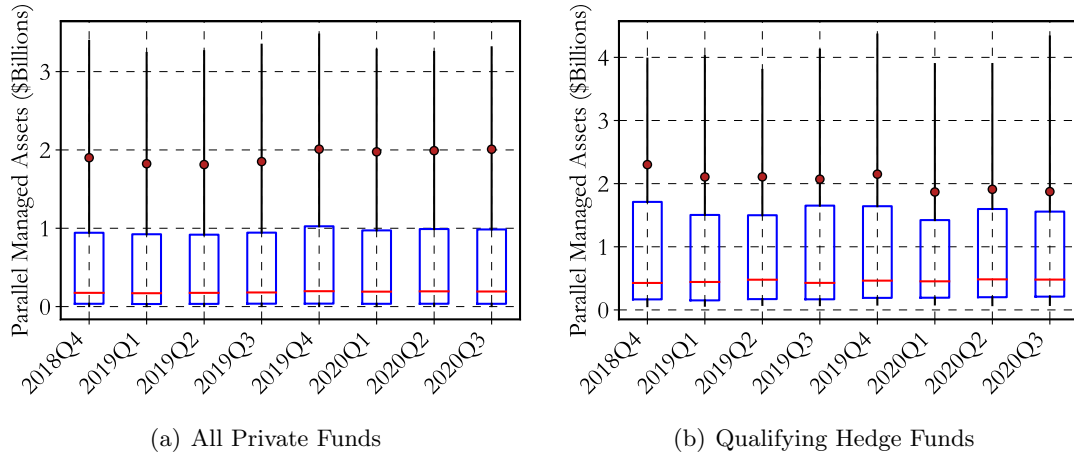 Parallel Managed Assets ($Billions)
3
2
1
0
2018Q4
2019Q1
2019Q2
2019Q3
2019Q4
2020Q1
2020Q2
2020Q3
(a) All Private Funds
Parallel Managed Assets ($Billions)
4
3
2
1
0
2018Q4
2019Q1
2019Q2
2019Q3
2019Q4
2020Q1
2020Q2
2020Q3
(b) Qualifying Hedge Funds